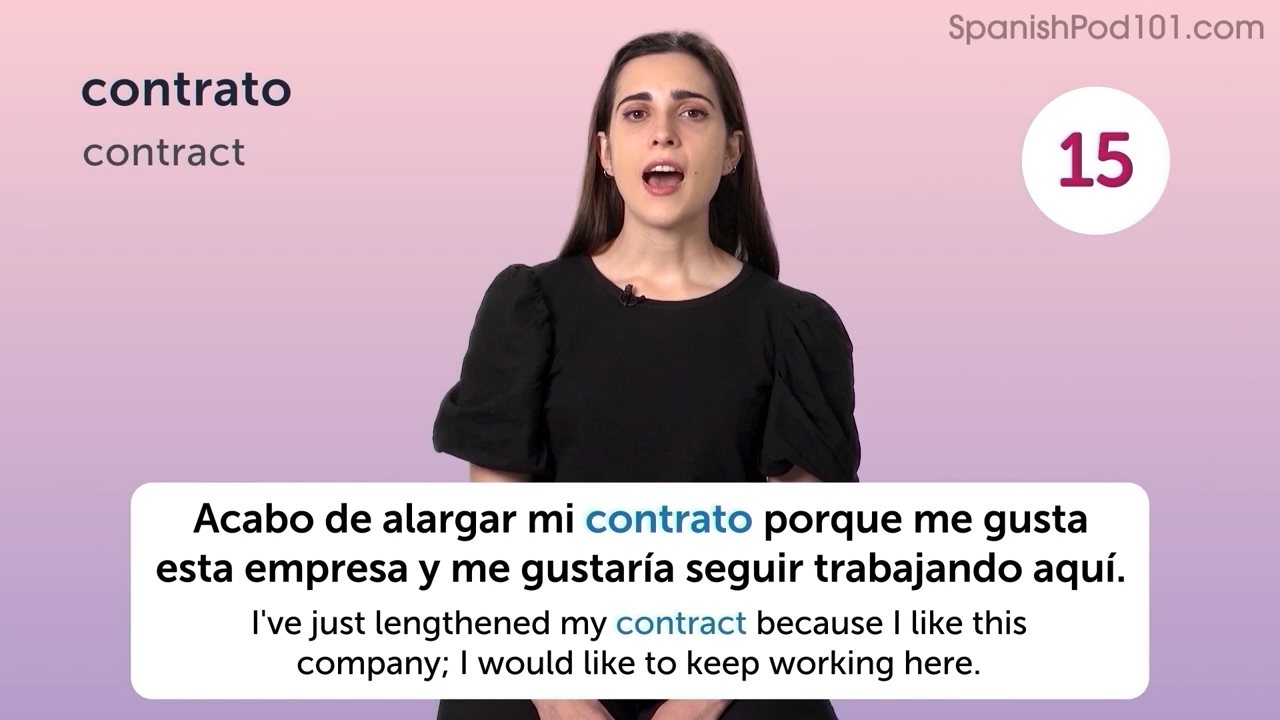 SpanishPod101.com
contrato
contract
15
Acabo de alargar mi contrato porque me gusta
esta empresa y me gustaría seguir trabajando aquí.
I've just lengthened my contract because I like this
company; I would like to keep working here.